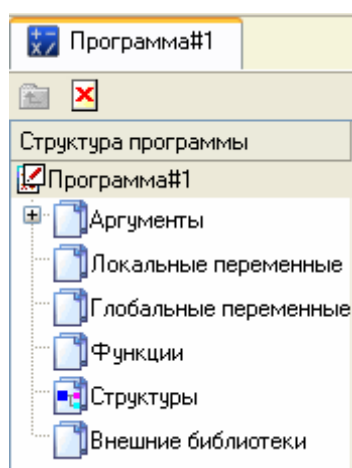 Программа#1
Структура программы
Программа#1
Аргументы
Локальные переменные
Глобальные переменные
Функции
Структуры
Внешние библиотеки